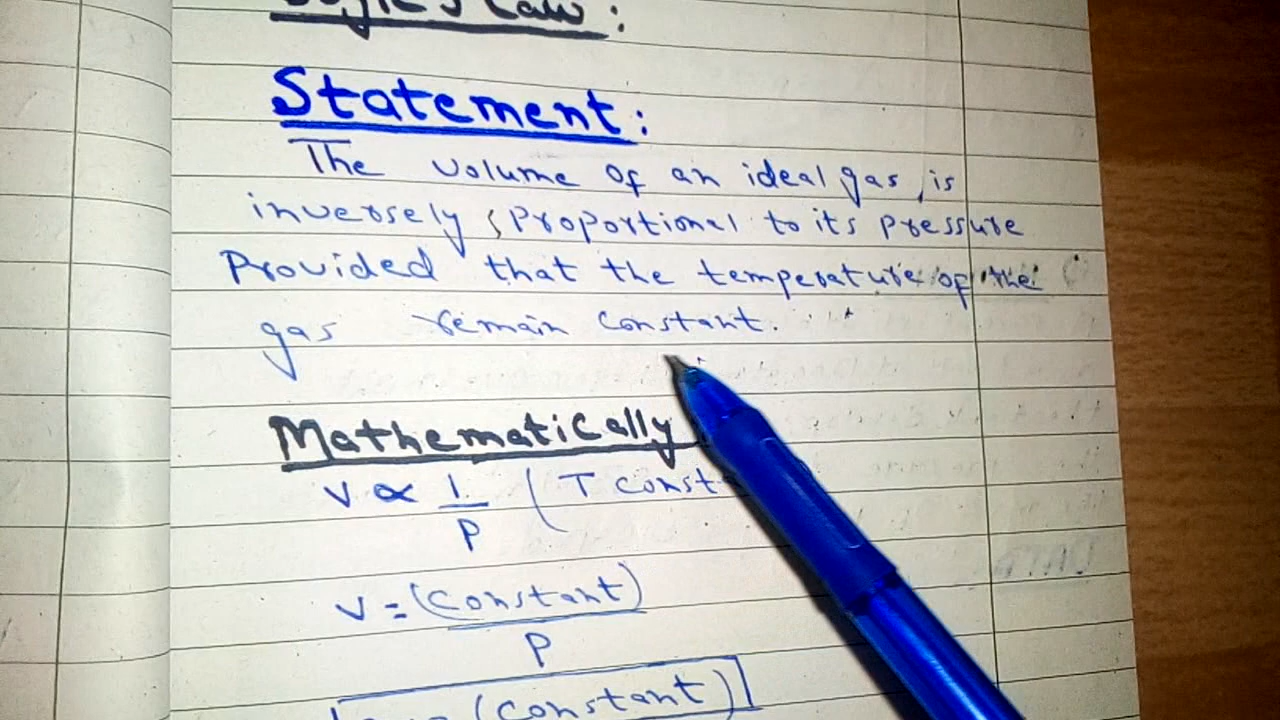 Law:
Statement:
The volume of an ideal gas, is
inversely proportional to its pressure
Provided that the temperature of the
gas remain constant.
Mathematically
V ∝ 1/P (T const
V = (Constant)/P
(Constant)